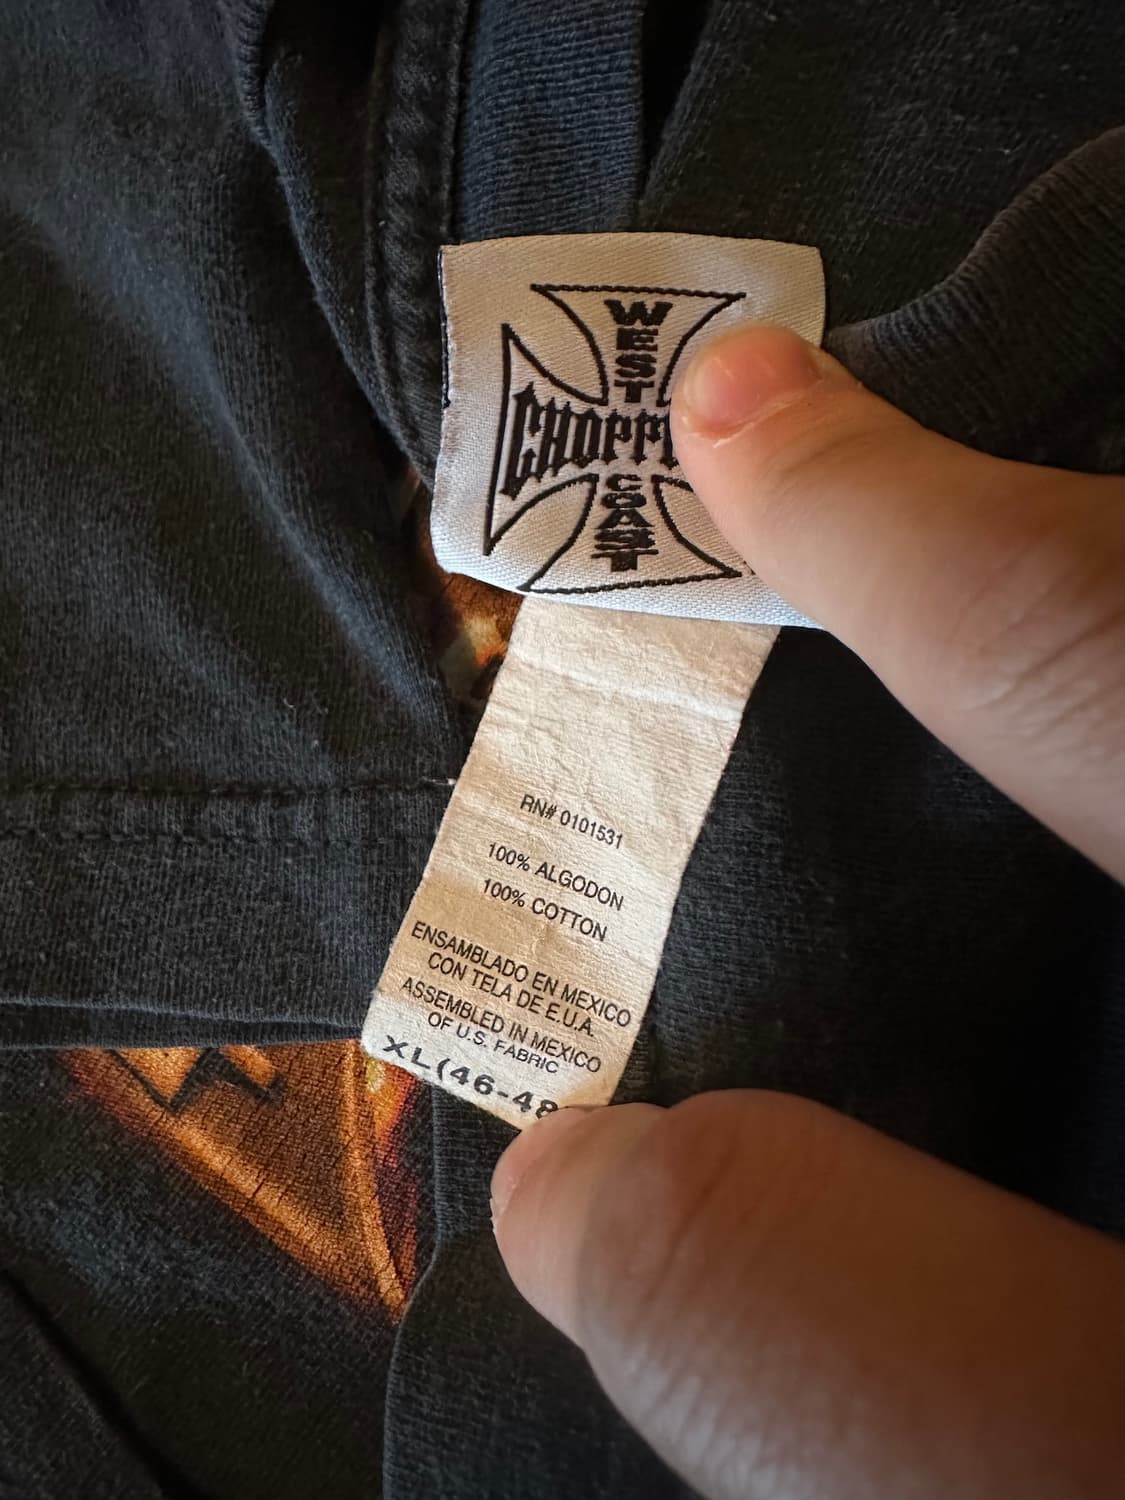 WEST
CHOPP
COAST
RN# 0101531
100% ALGODON
100% COTTON
ENSAMBLADO EN MEXICO
CON TELA DE E.U.A.
ASSEMBLED IN MEXICO
OF U.S. FABRIC
XL(46-48